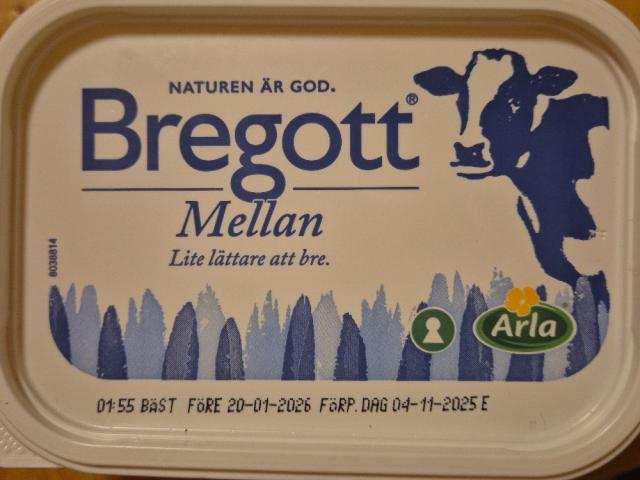 NATUREN ÄR GOD.
Bregott®
Mellan
Lite lättare att bre.
8038814
Arla®
01:55 BÄST FÖRE 20-01-2026 FÖRP.DAG 04-11-2025 E